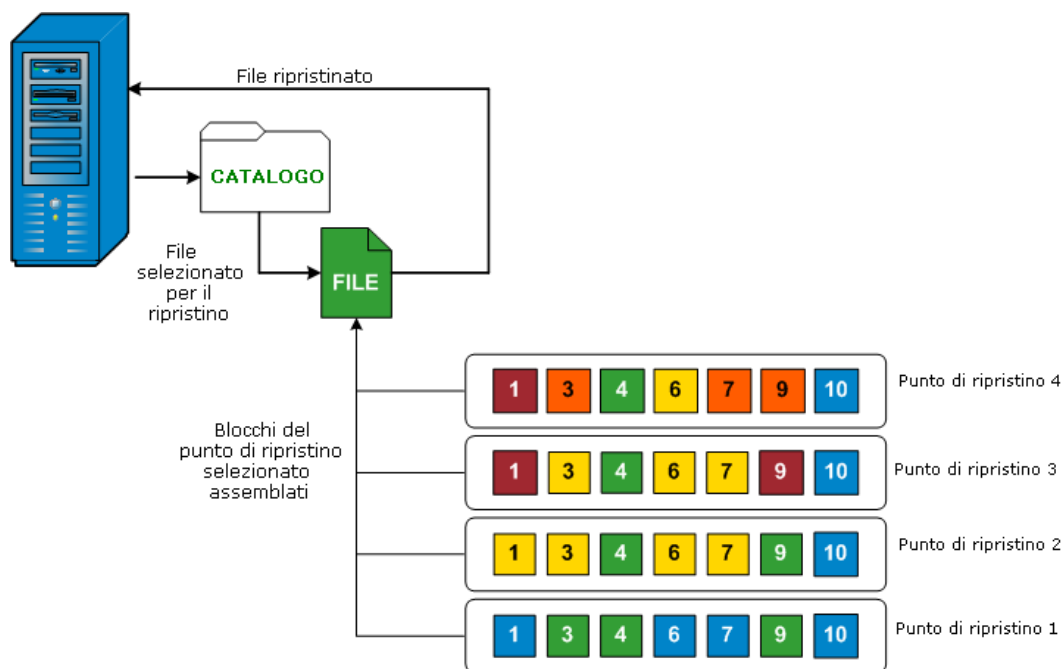 File ripristinato
CATALOGO
File
selezionato
per il
ripristino
FILE
Blocchi del
punto di ripristino
selezionato
assemblati
1 3 4 6 7 9 10
Punto di ripristino 4
1 3 4 6 7 9 10
Punto di ripristino 3
1 3 4 6 7 9 10
Punto di ripristino 2
1 3 4 6 7 9 10
Punto di ripristino 1